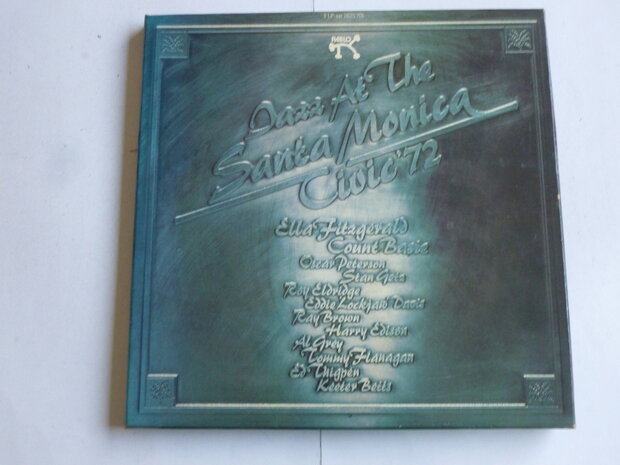 PABLO
Jazz At The
Santa Monica
Civic '72
Ella Fitzgerald
Count Basie
Oscar Peterson
Stan Getz
Roy Eldridge
Eddie Lockjaw Davis
Ray Brown
Harry Edison
Al Grey
Tommy Flanagan
Ed Thigpen
Keeter Betts